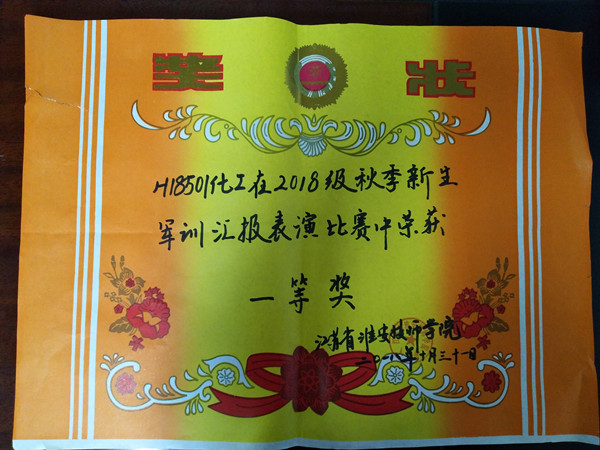 奖状
H18501化工在2018级秋季新生
军训汇报表演比赛中荣获
一等奖
江苏省淮安技师学院
二〇一八年十月三十一日